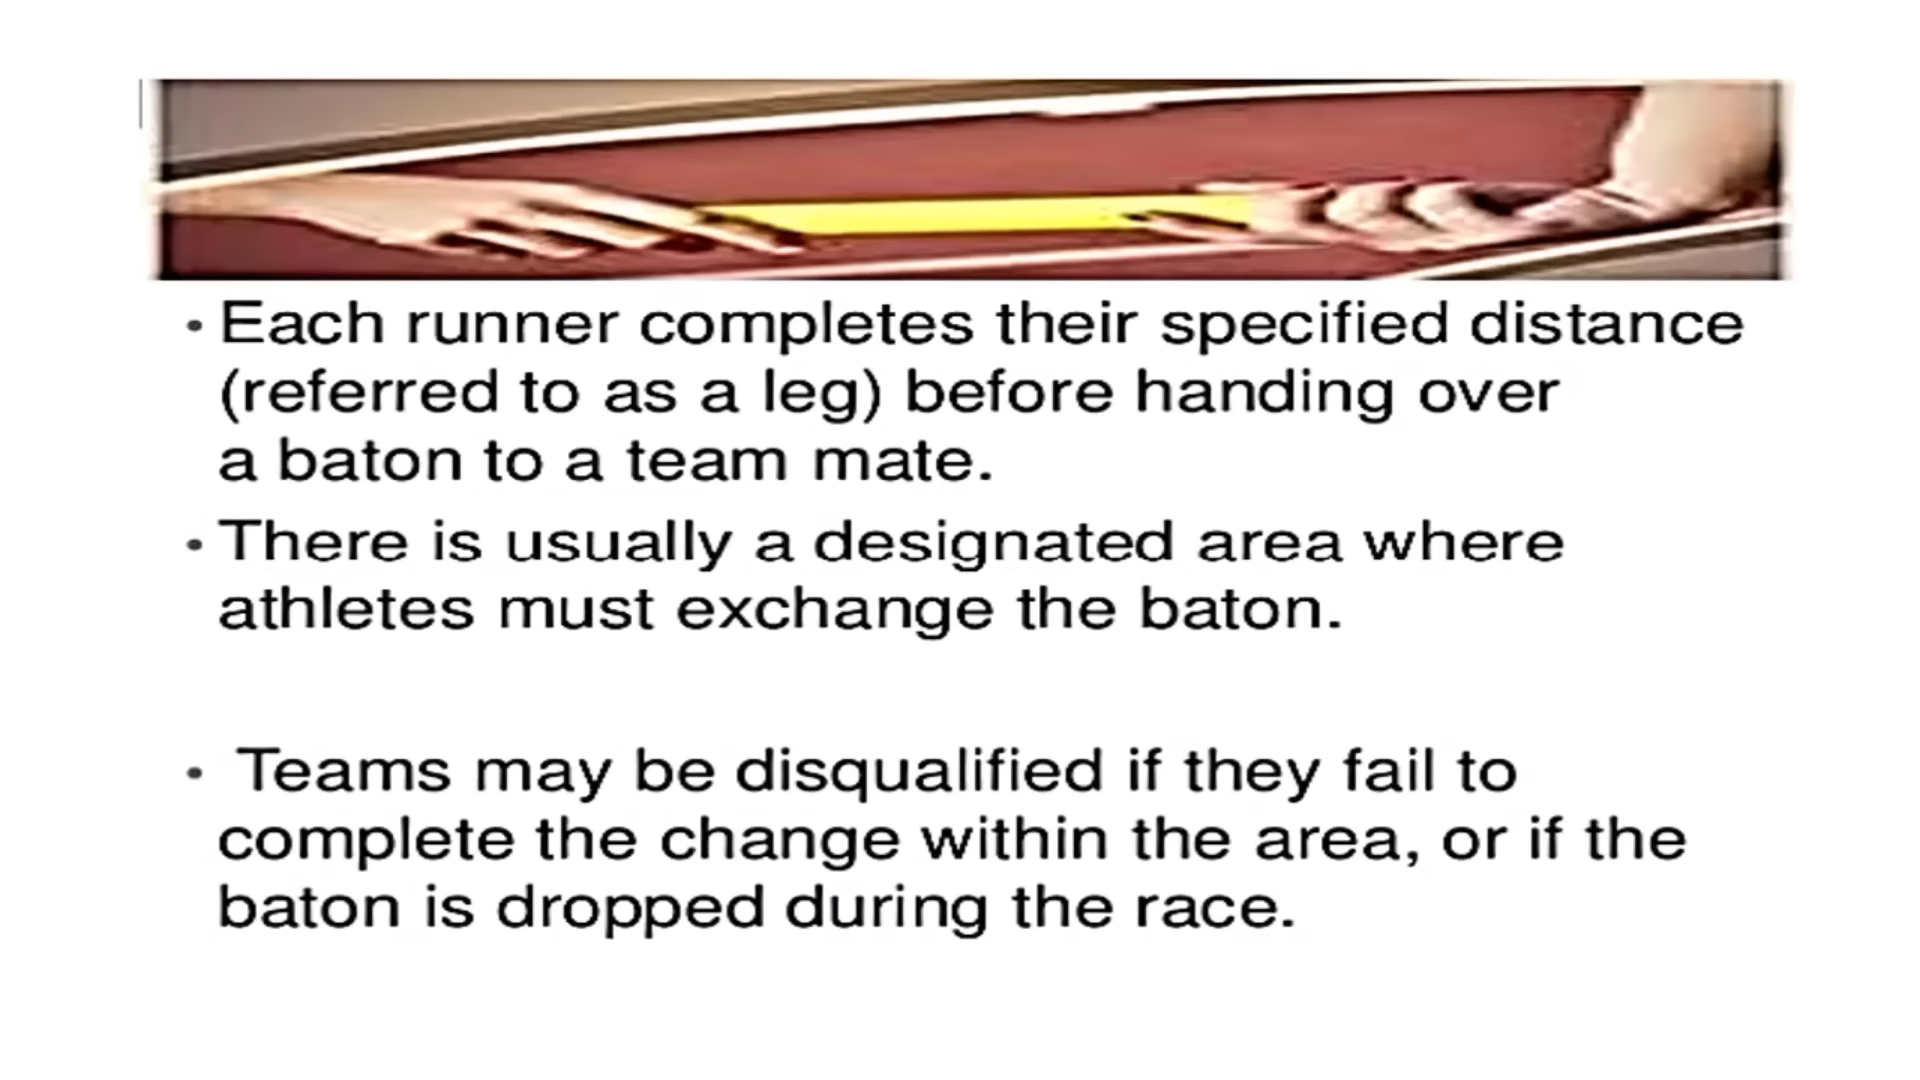 • Each runner completes their specified distance
(referred to as a leg) before handing over
a baton to a team mate.
• There is usually a designated area where
athletes must exchange the baton.
• Teams may be disqualified if they fail to
complete the change within the area, or if the
baton is dropped during the race.